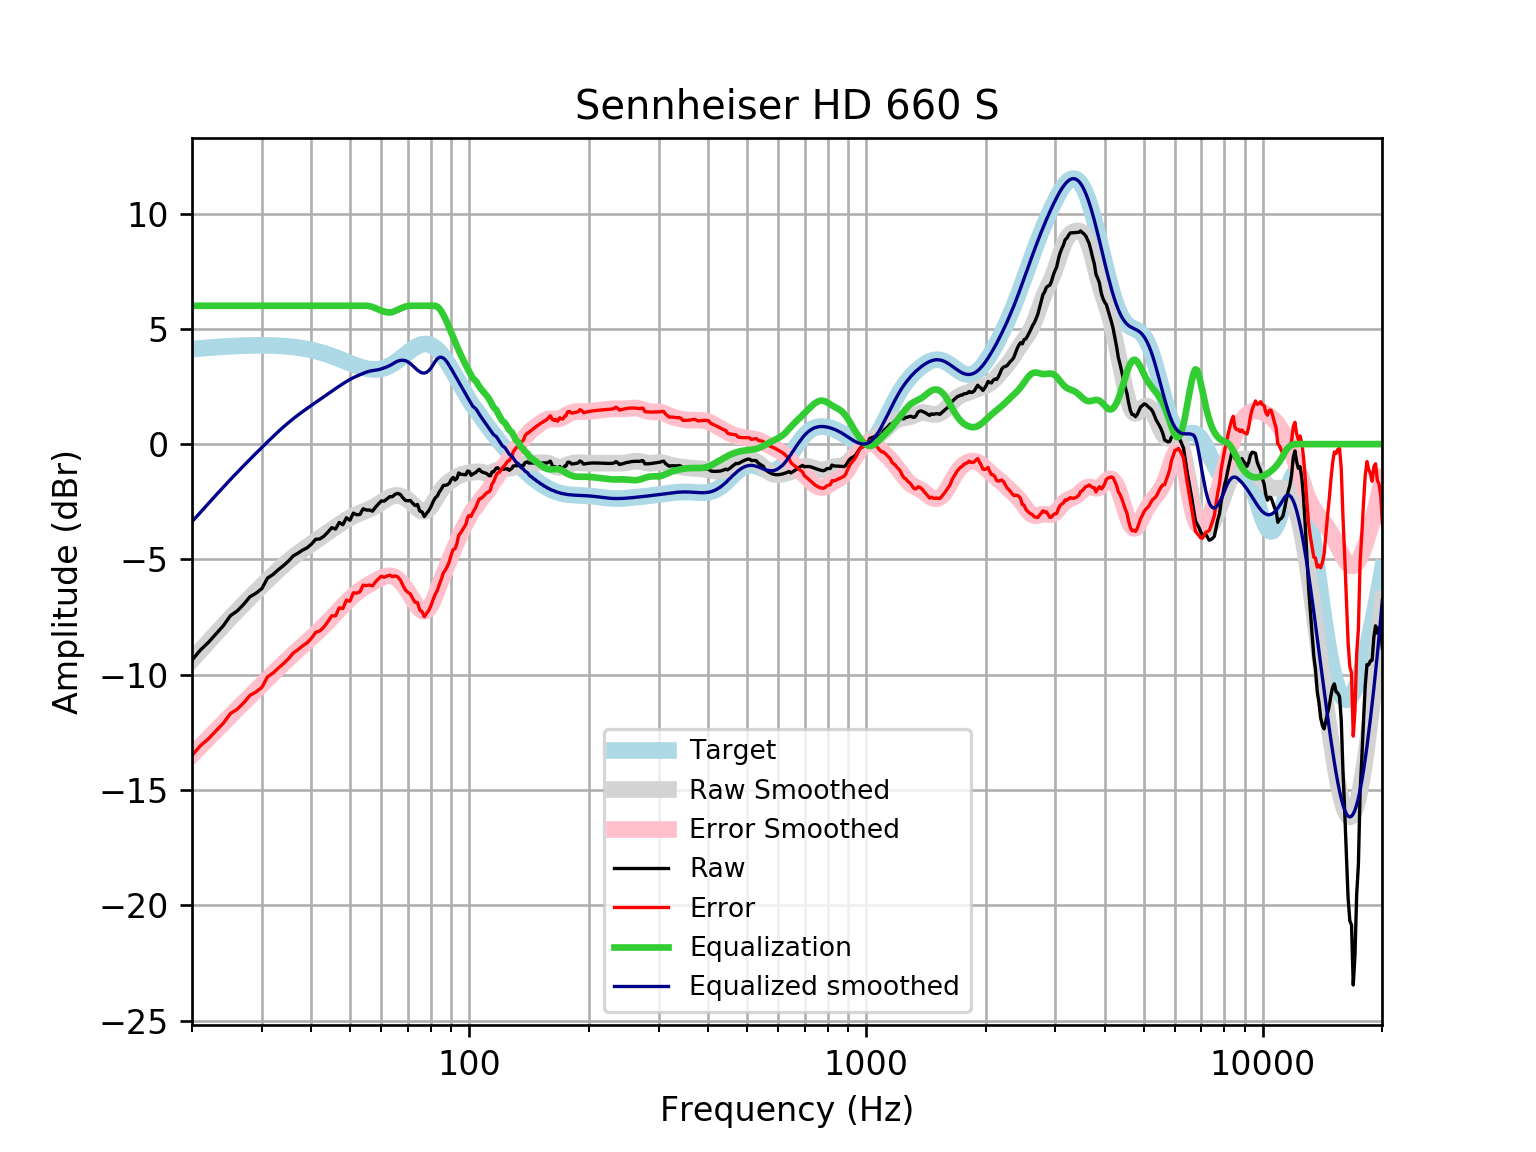 Sennheiser HD 660 S
10
5
0
−5
−10
−15
−20
−25
Amplitude (dBr)
Target
Raw Smoothed
Error Smoothed
Raw
Error
Equalization
Equalized smoothed
100 1000 10000
Frequency (Hz)